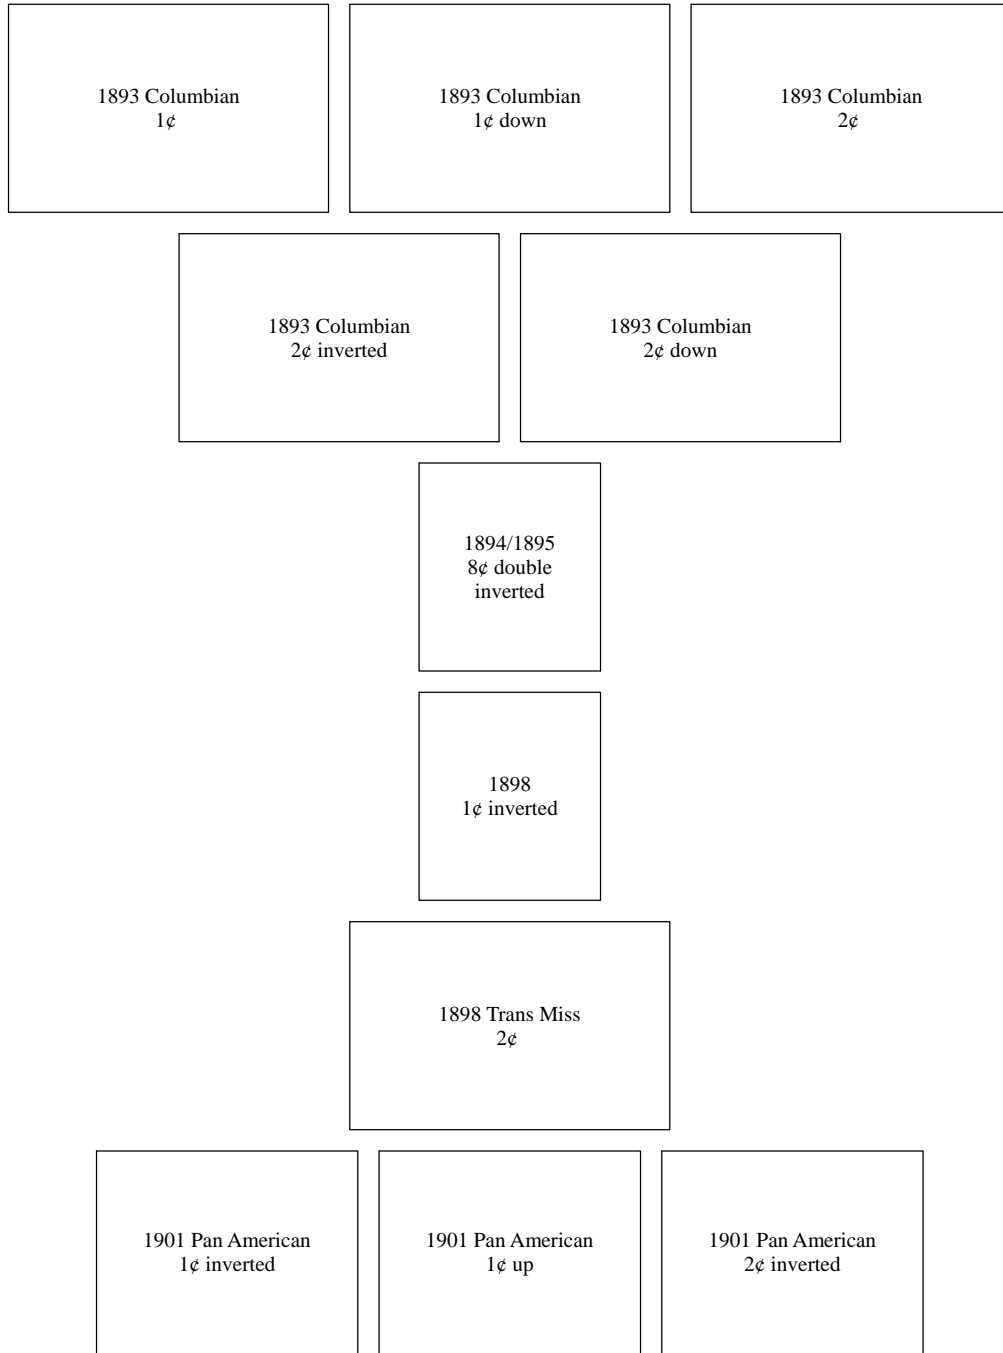 1893 Columbian
1¢
1893 Columbian
1¢ down
1893 Columbian
2¢
1893 Columbian
2¢ inverted
1893 Columbian
2¢ down
1894/1895
8¢ double
inverted
1898
1¢ inverted
1898 Trans Miss
2¢
1901 Pan American
1¢ inverted
1901 Pan American
1¢ up
1901 Pan American
2¢ inverted